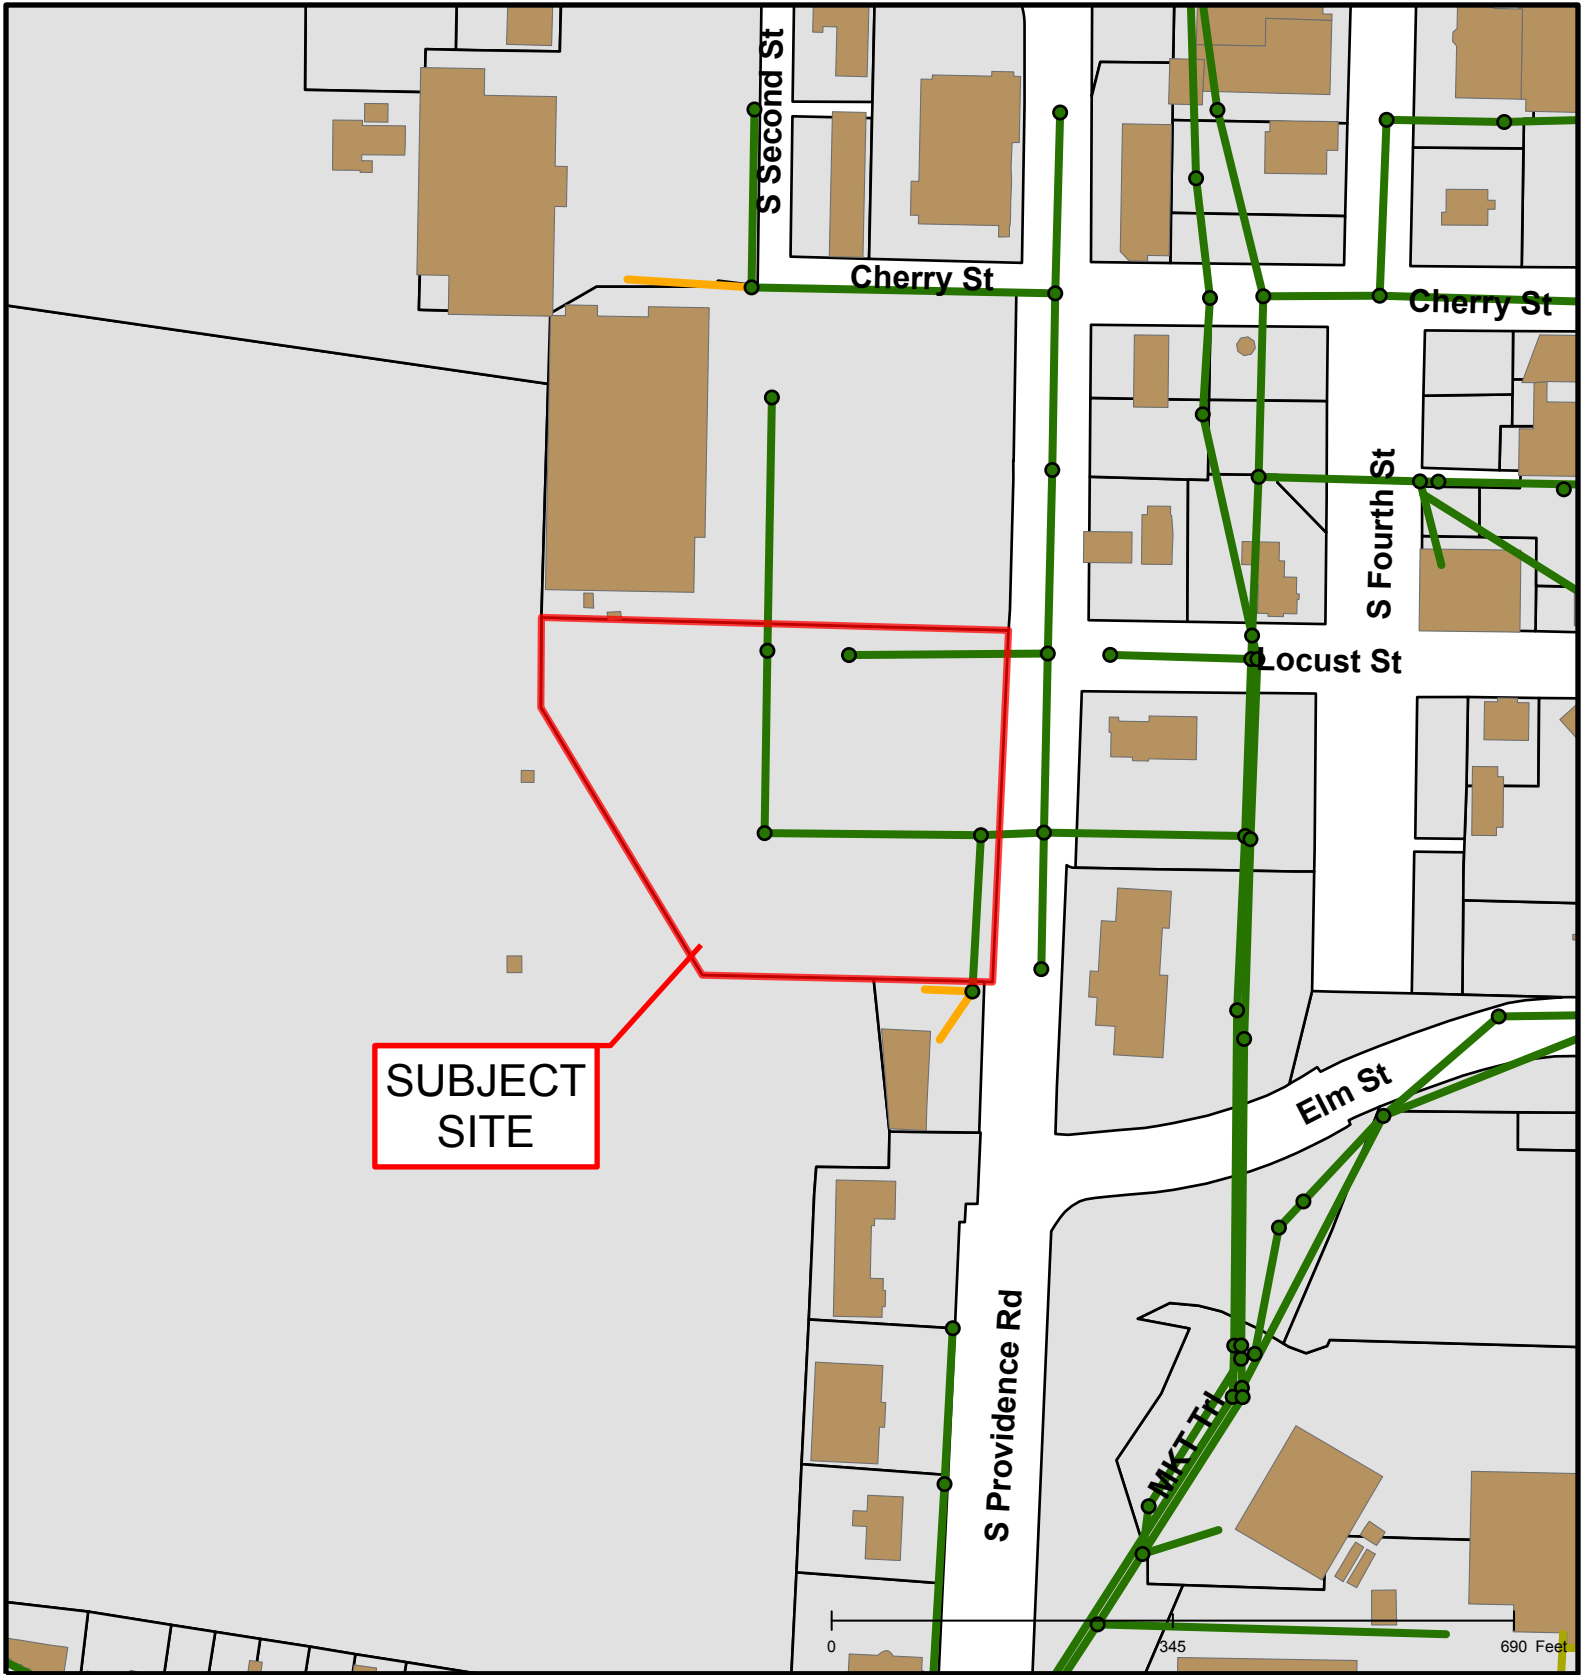 S Second St
Cherry St
Cherry St
S Fourth St
Locust St
SUBJECT
SITE
Elm St
S Providence Rd
MKT Trl
0 345 690 Feet